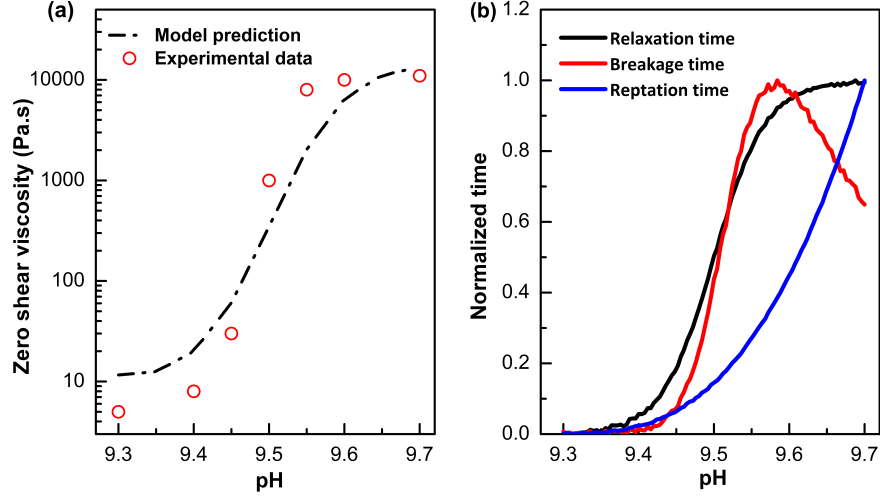 (a)
Model prediction
Experimental data
Zero shear viscosity (Pa.s)
10000
1000
100
10
9.3 9.4 9.5 9.6 9.7
pH
(b)
Relaxation time
Breakage time
Reptation time
Normalized time
1.2
1.0
0.8
0.6
0.4
0.2
0.0
9.3 9.4 9.5 9.6 9.7
pH